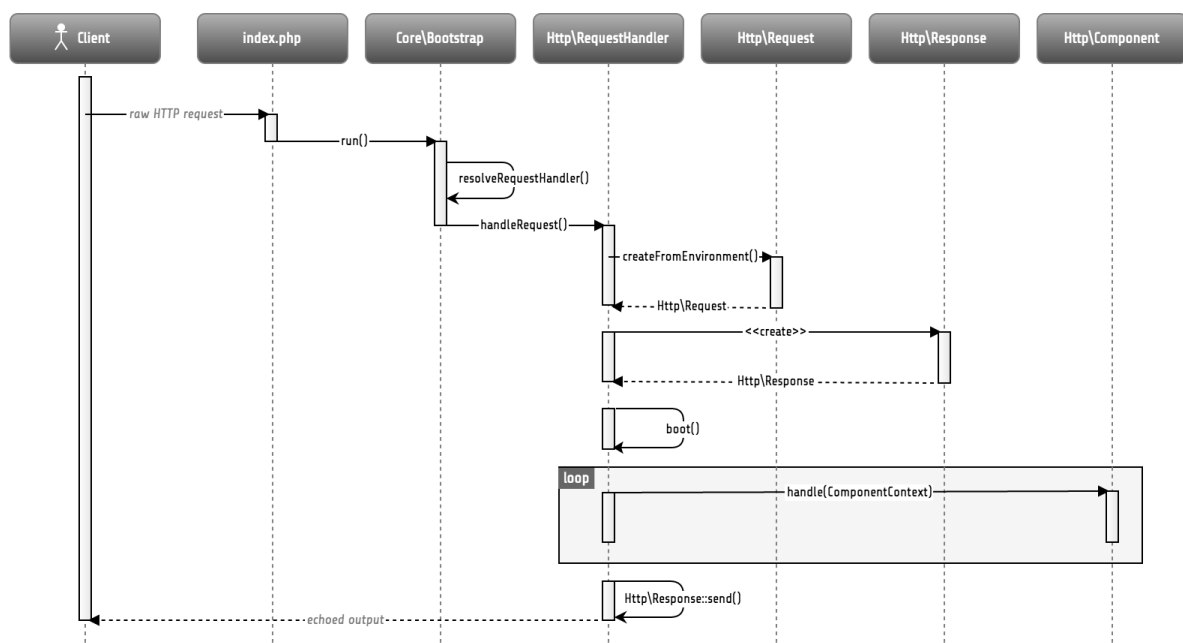 Client
index.php
Core\Bootstrap
Http\RequestHandler
Http\Request
Http\Response
Http\Component
raw HTTP request
run()
resolveRequestHandler()
handleRequest()
createFromEnvironment()
Http\Request
<<create>>
Http\Response
boot()
loop
handle(ComponentContext)
Http\Response::send()
echoed output